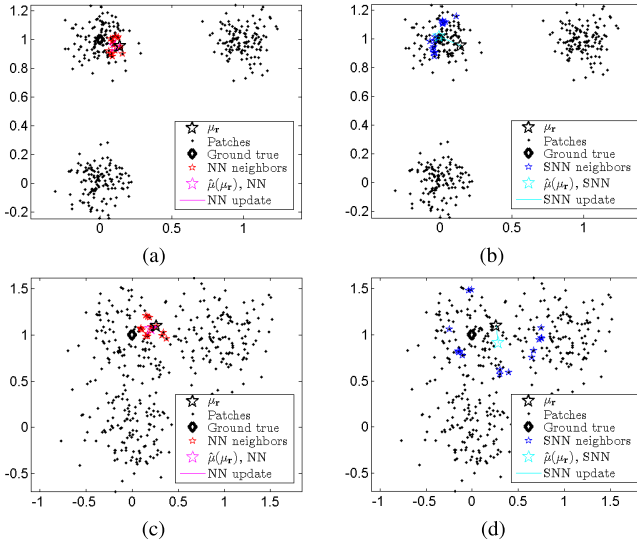 1.2
1
0.8
0.6
0.4
0.2
0
-0.2
0
0.5
1
μr
Patches
Ground true
NN neighbors
μ̂(μr), NN
NN update
(a)
1.2
1
0.8
0.6
0.4
0.2
0
-0.2
0
0.5
1
μr
Patches
Ground true
SNN neighbors
μ̂(μr), SNN
SNN update
(b)
1.5
1
0.5
0
-0.5
-1
-0.5
0
0.5
1
1.5
μr
Patches
Ground true
NN neighbors
μ̂(μr), NN
NN update
(c)
1.5
1
0.5
0
-0.5
-1
-0.5
0
0.5
1
1.5
μr
Patches
Ground true
SNN neighbors
μ̂(μr), SNN
SNN update
(d)